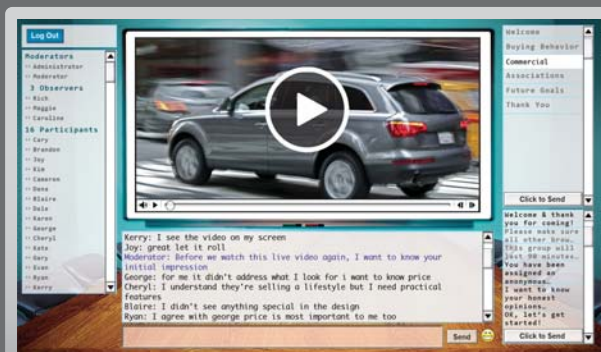 Log Out
Moderators
Administrator
Moderator
3 Observers
Rich
Maggie
Caroline
16 Participants
Cary
Brandon
Joy
Kim
Cameron
Dana
Blaire
Dale
Karen
George
Cheryl
Kate
Gary
Evan
Ryan
Kerry
Kerry: I see the video on my screen
Joy: great let it roll
Moderator: Before we watch this live video again, I want to know your
initial impression
George: for me it didn't address what I look for i want to know price
Cheryl: I understand they're selling a lifestyle but I need practical
features
Blaire: I didn't see anything special in the design
Ryan: I agree with george price is most important to me too
Send
Welcome
Buying Behavior
Commercial
Associations
Future Goals
Thank You
Click to Send
Welcome & thank
you for coming!
Please make sure
all other brow…
This group will
last 90 minutes…
You have been
assigned an
anonymous…
I want to know
your honest
opinions…
OK, let's get
started!
Click to Send